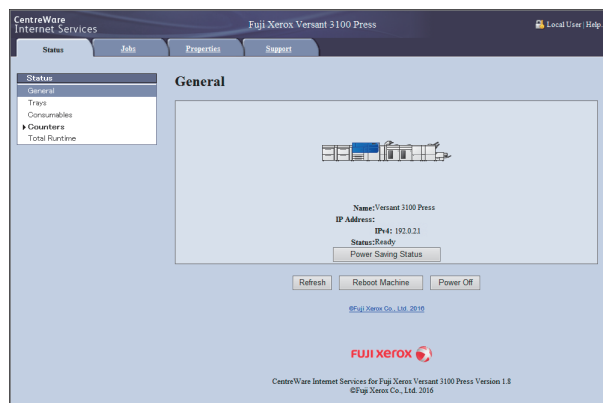 CentreWare
Internet Services
Fuji Xerox Versant 3100 Press
Local User | Help
Status
Jobs
Properties
Support
Status
General
Trays
Consumables
Counters
Total Runtime
General
Name:Versant 3100 Press
IP Address:
IPv4: 192.0.2.1
Status:Ready
Power Saving Status
Refresh
Reboot Machine
Power Off
©Fuji Xerox Co., Ltd. 2016
FUJI XEROX
CentreWare Internet Services for Fuji Xerox Versant 3100 Press Version 1.8
©Fuji Xerox Co., Ltd. 2016